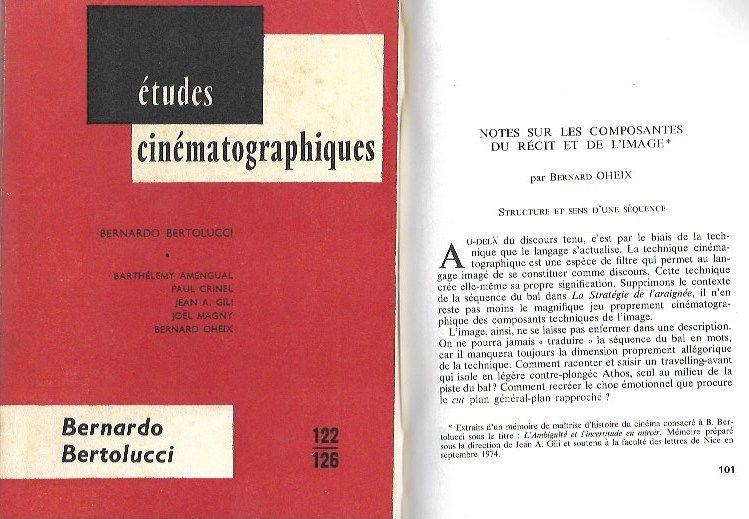 études
cinématographiques
BERNARDO BERTOLUCCI
•
BARTHÉLEMY AMENGUAL
PAUL CRINEL
JEAN A. GILI
JOËL MAGNY
BERNARD OHEIX
Bernardo
Bertolucci
122
126
NOTES SUR LES COMPOSANTES
DU RÉCIT ET DE L'IMAGE*
par BERNARD OHEIX
STRUCTURE ET SENS D'UNE SÉQUENCE
AU-DELÀ du discours tenu, c'est par le biais de la tech-
nique que le langage s'actualise. La technique cinéma-
tographique est une espèce de filtre qui permet au lan-
gage imagé de se constituer comme discours. Cette technique
crée elle-même sa propre signification. Supprimons le contexte
de la séquence du bal dans La Stratégie de l'araignée, il n'en
reste pas moins le magnifique jeu proprement cinématogra-
phique des composants techniques de l'image.
L'image, ainsi, ne se laisse pas enfermer dans une description.
On ne pourra jamais « traduire » la séquence du bal en mots,
car il manquera toujours la dimension proprement allégorique
de la technique. Comment raconter et saisir un travelling-avant
qui isole en légère contre-plongée Athos, seul au milieu de la
piste du bal ? Comment recréer le choc émotionnel que procure
le cut plan général-plan rapproché ?
* Extraits d'un mémoire de maîtrise d'histoire du cinéma consacré à B. Ber-
tolucci sous le titre : L'Ambiguïté et l'incertitude en miroir. Mémoire préparé
sous la direction de Jean A. Gili et soutenu à la faculté des lettres de Nice en
septembre 1974.
101